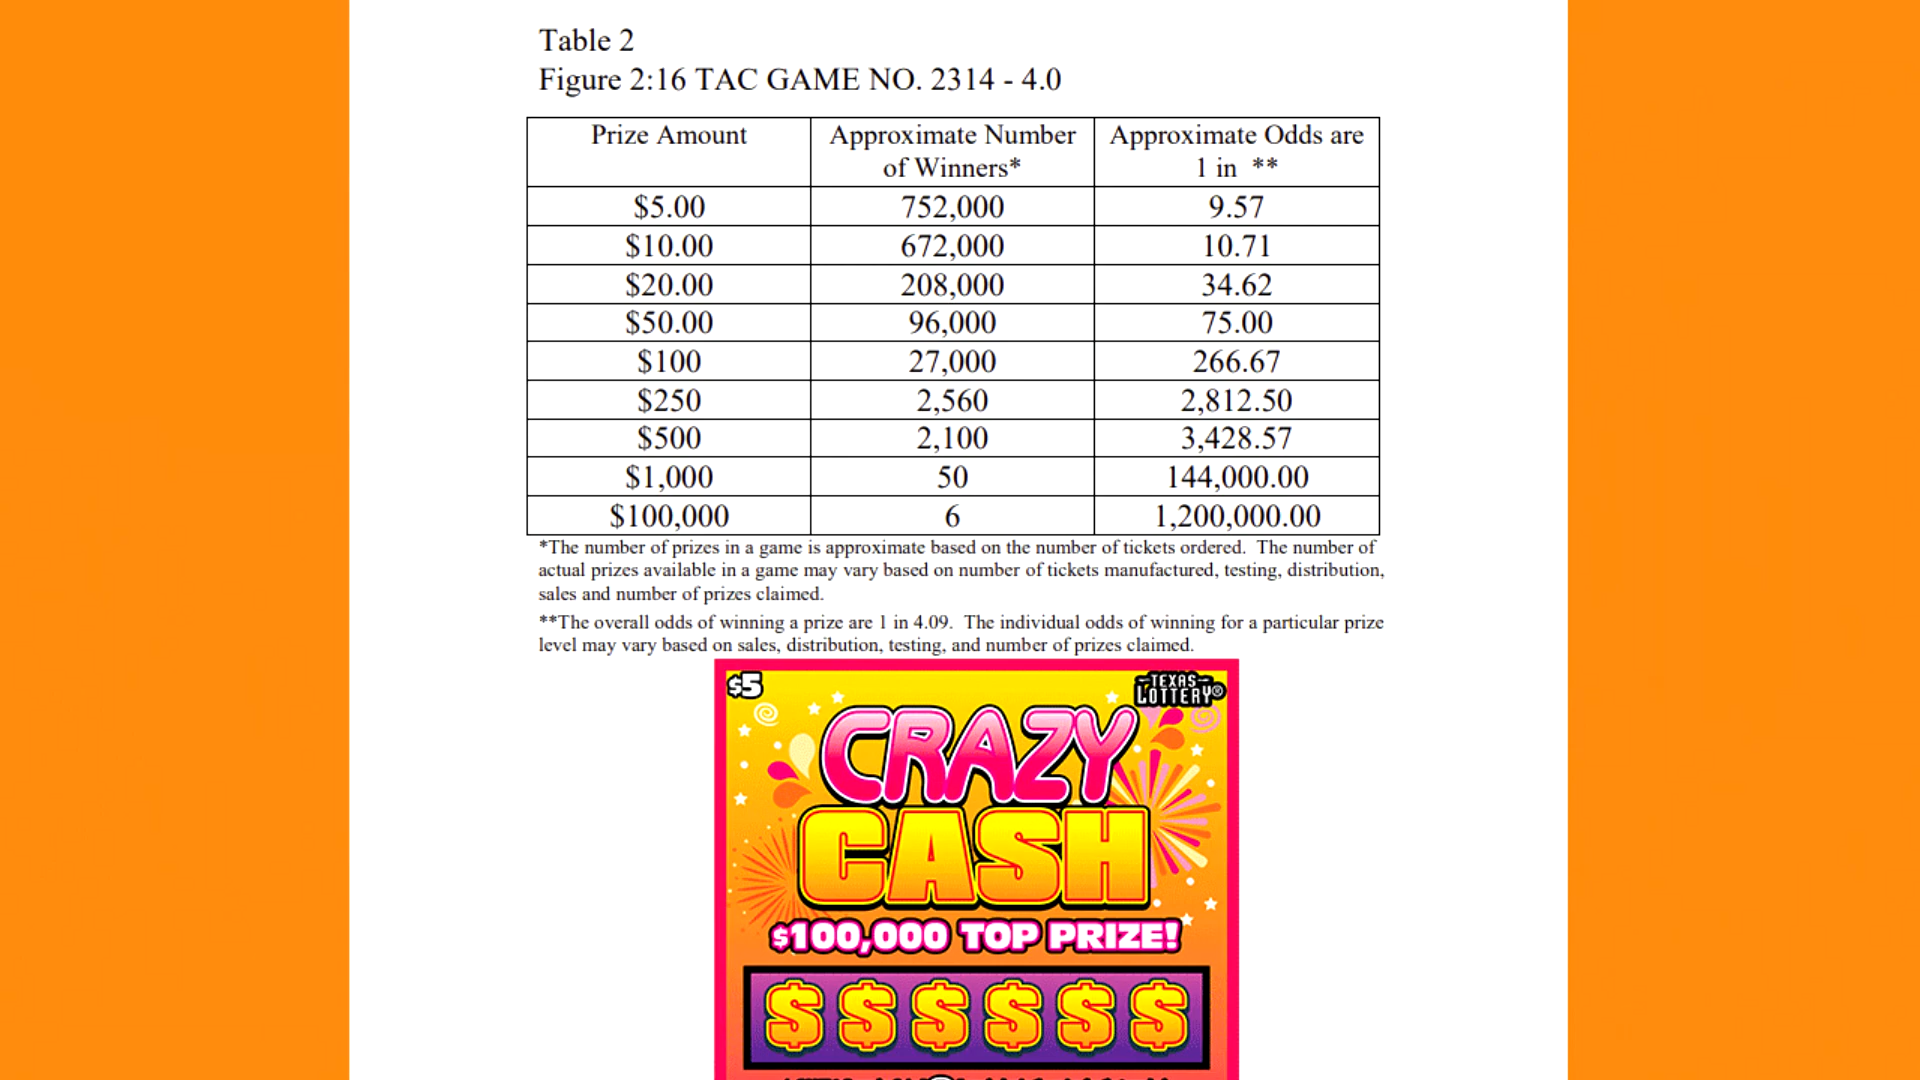 Table 2
Figure 2:16 TAC GAME NO. 2314 - 4.0
Prize Amount Approximate Number of Winners* Approximate Odds are 1 in **
$5.00 752,000 9.57
$10.00 672,000 10.71
$20.00 208,000 34.62
$50.00 96,000 75.00
$100 27,000 266.67
$250 2,560 2,812.50
$500 2,100 3,428.57
$1,000 50 144,000.00
$100,000 6 1,200,000.00
*The number of prizes in a game is approximate based on the number of tickets ordered. The number of
actual prizes available in a game may vary based on number of tickets manufactured, testing, distribution,
sales and number of prizes claimed.
**The overall odds of winning a prize are 1 in 4.09. The individual odds of winning for a particular prize
level may vary based on sales, distribution, testing, and number of prizes claimed.
$5
TEXAS
LOTTERY®
CRAZY
CASH
$100,000 TOP PRIZE!
$ $ $ $ $ $